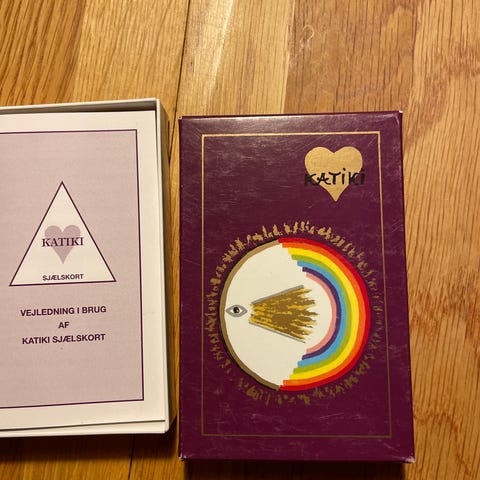 KATIKI
SJÆLSKORT
VEJLEDNING I BRUG
AF
KATIKI SJÆLSKORT
KATIKI